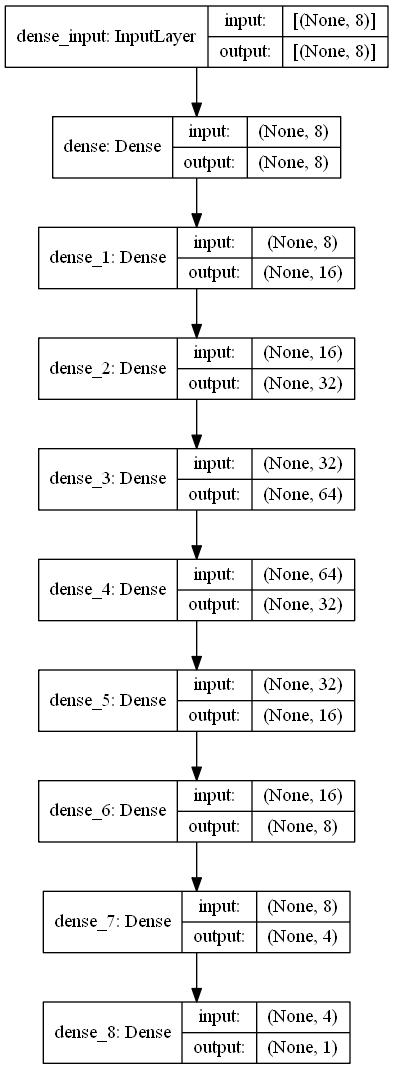 dense_input: InputLayer
input: [(None, 8)]
output: [(None, 8)]
dense: Dense
input: (None, 8)
output: (None, 8)
dense_1: Dense
input: (None, 8)
output: (None, 16)
dense_2: Dense
input: (None, 16)
output: (None, 32)
dense_3: Dense
input: (None, 32)
output: (None, 64)
dense_4: Dense
input: (None, 64)
output: (None, 32)
dense_5: Dense
input: (None, 32)
output: (None, 16)
dense_6: Dense
input: (None, 16)
output: (None, 8)
dense_7: Dense
input: (None, 8)
output: (None, 4)
dense_8: Dense
input: (None, 4)
output: (None, 1)